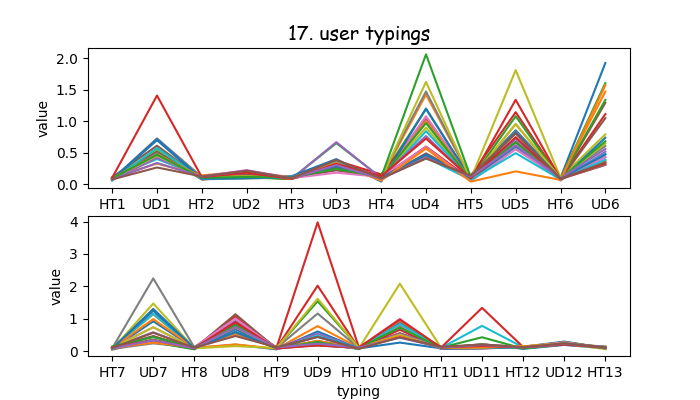 17. user typings
value
2.0
1.5
1.0
0.5
0.0
HT1 UD1 HT2 UD2 HT3 UD3 HT4 UD4 HT5 UD5 HT6 UD6
value
4
3
2
1
0
HT7 UD7 HT8 UD8 HT9 UD9 HT10 UD10 HT11 UD11 HT12 UD12 HT13
typing